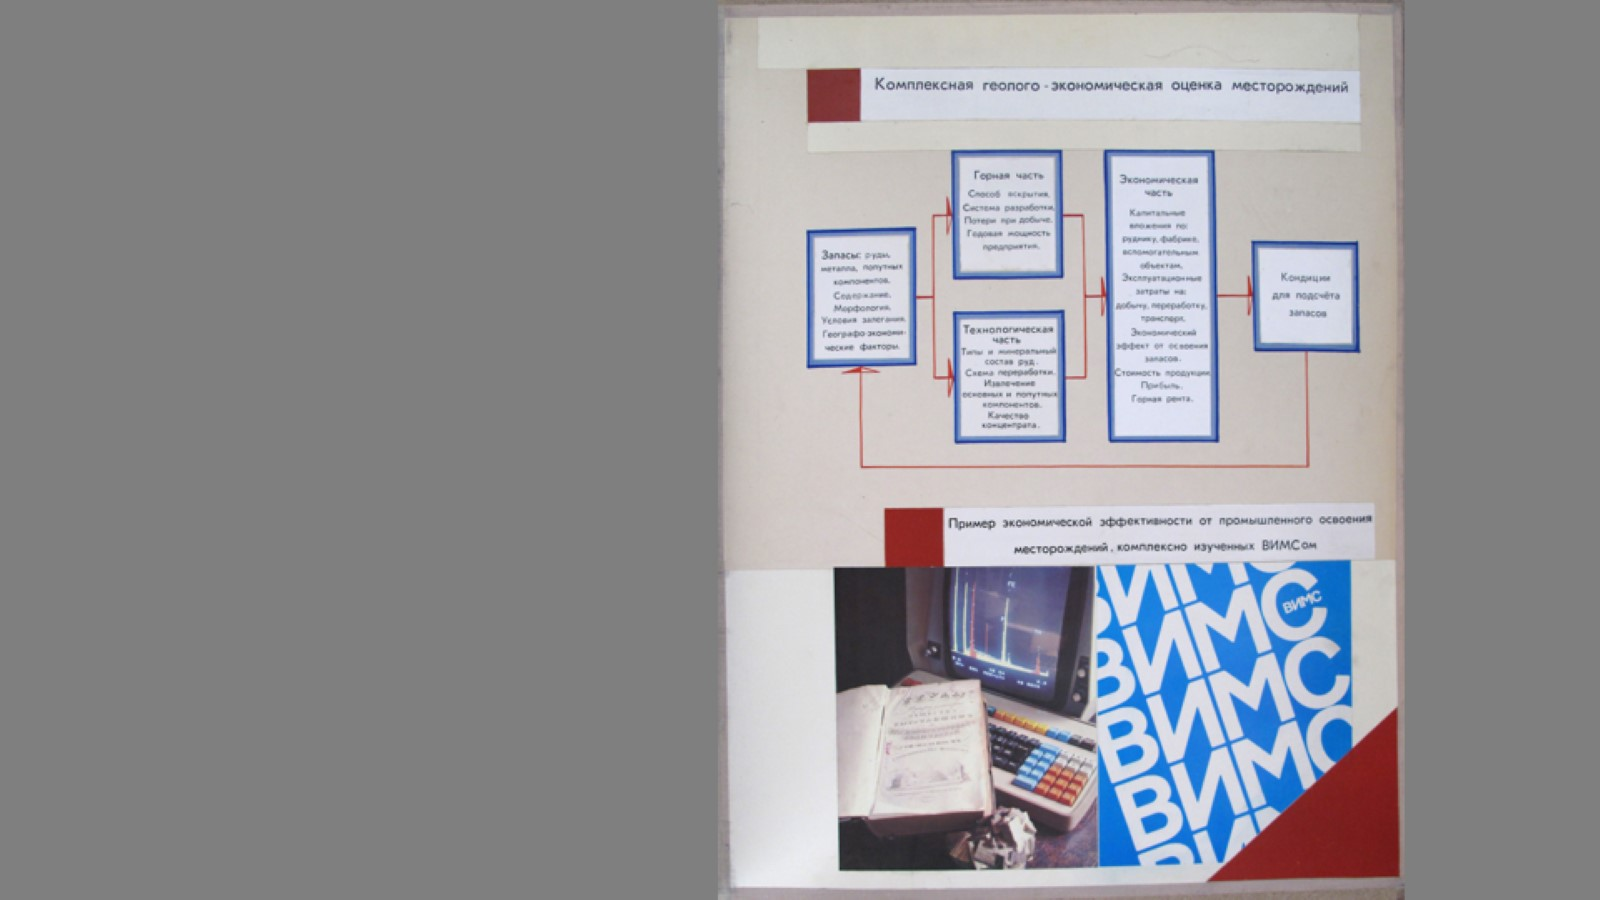 Комплексная геолого-экономическая оценка месторождений
Запасы: руды,
металла, попутных
компонентов.
Содержание.
Морфология.
Условия залегания.
Географо-экономи-
ческие факторы.
Горная часть
Способ вскрытия.
Система разработки.
Потери при добыче.
Годовая мощность
предприятия.
Технологическая
часть
Типы и минеральный
состав руд.
Схема переработки.
Извлечение
основных и попутных
компонентов.
Качество
концентрата.
Экономическая
часть
Капитальные
вложения по:
руднику, фабрике,
вспомогательным
объектам.
Эксплуатационные
затраты на:
добычу, переработку,
транспорт.
Экономический
эффект от освоения
запасов.
Стоимость продукции.
Прибыль.
Горная рента.
Кондиции
для подсчёта
запасов
Пример экономической эффективности от промышленного освоения
месторождений, комплексно изученных ВИМСом
ВИМС
ВИМС
ВИМС
ВИМС
ВИМС
ВИМС